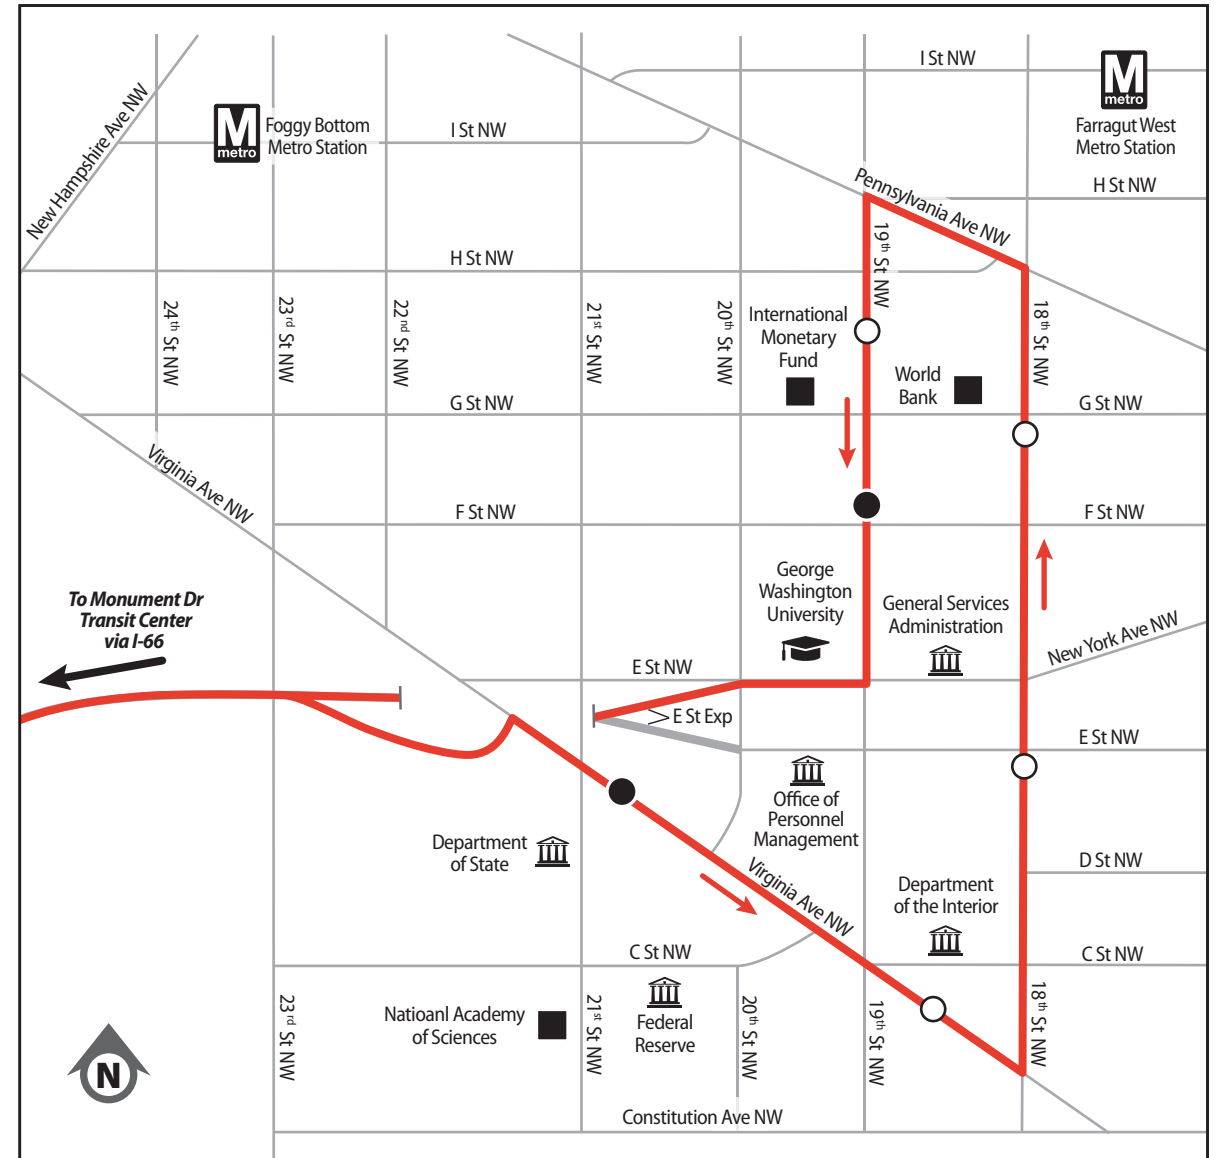 I St NW
M
metro
Farragut West
Metro Station
New Hampshire Ave NW
M
metro
Foggy Bottom
Metro Station
I St NW
Pennsylvania Ave NW
H St NW
H St NW
19th St NW
24th St NW
23rd St NW
22nd St NW
21st St NW
20th St NW
18th St NW
International
Monetary
Fund
World
Bank
G St NW
G St NW
Virginia Ave NW
F St NW
F St NW
To Monument Dr
Transit Center
via I-66
George
Washington
University
General Services
Administration
New York Ave NW
E St NW
E St Exp
E St NW
Office of
Personnel
Management
Department
of State
Virginia Ave NW
D St NW
Department
of the Interior
C St NW
C St NW
23rd St NW
Natioanl Academy
of Sciences
21st St NW
Federal
Reserve
20th St NW
19th St NW
18th St NW
N
Constitution Ave NW